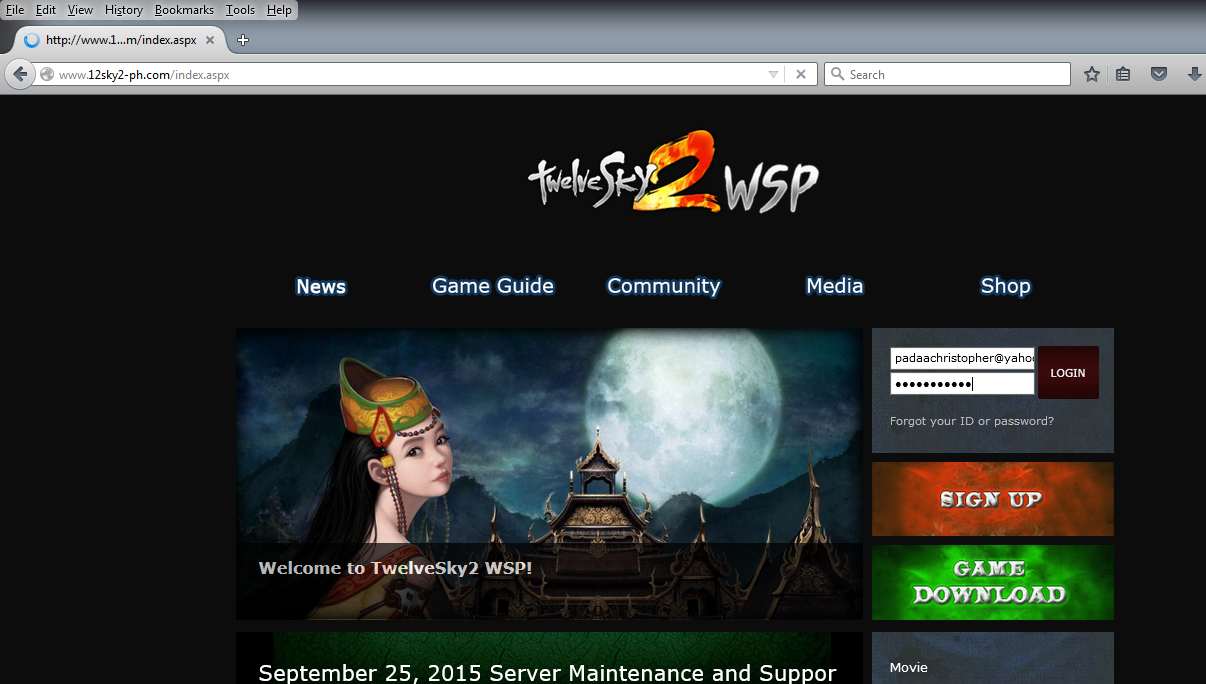 File Edit View History Bookmarks Tools Help
http://www.1...m/index.aspx
www.12sky2-ph.com/index.aspx
Search
TwelveSky2 WSP
News Game Guide Community Media Shop
padaachristopher@yahoo
LOGIN
Forgot your ID or password?
SIGN UP
GAME
DOWNLOAD
Welcome to TwelveSky2 WSP!
September 25, 2015 Server Maintenance and Suppor
Movie